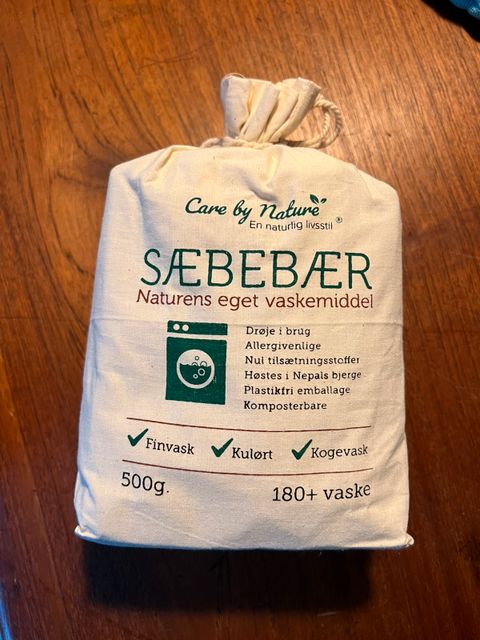 Care by Nature
En naturlig livsstil ®
SÆBEBÆR
Naturens eget vaskemiddel
Drøje i brug
Allergivenlige
Nul tilsætningsstoffer
Høstes i Nepals bjerge
Plastikfri emballage
Komposterbare
Finvask Kulørt Kogevask
500g. 180+ vaske